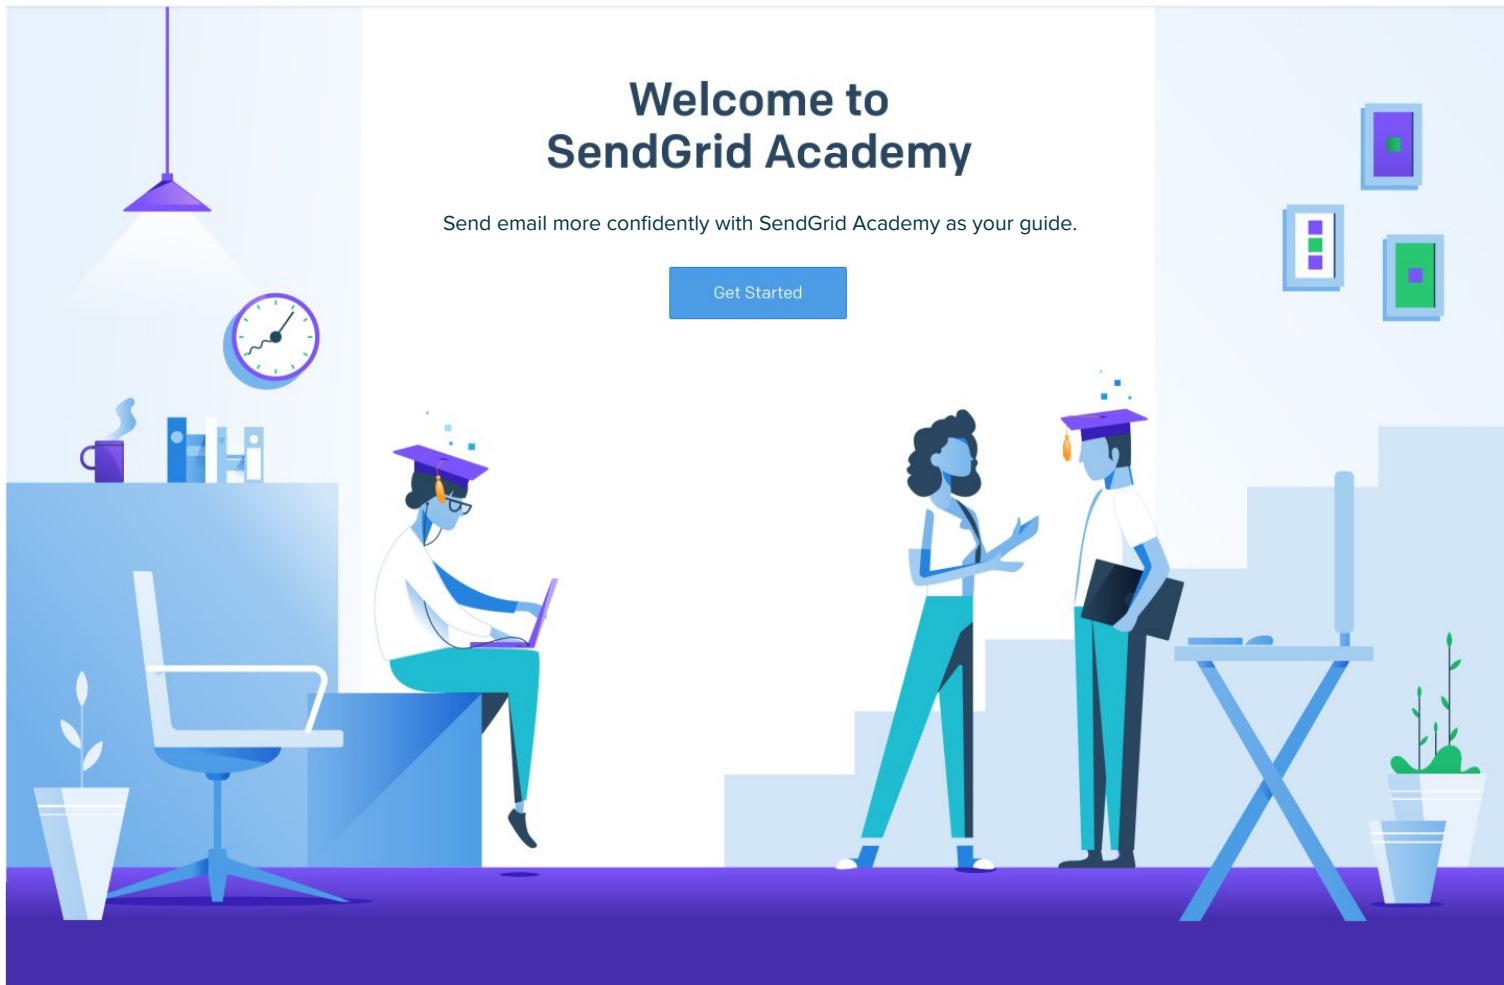 Welcome to
SendGrid Academy
Send email more confidently with SendGrid Academy as your guide.
Get Started